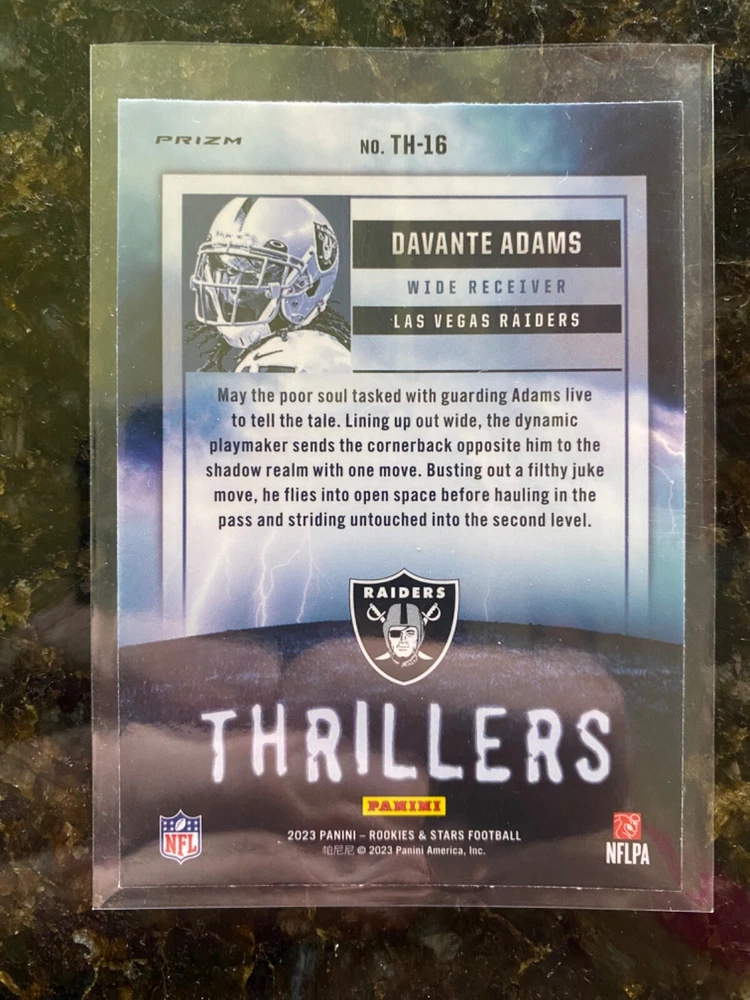 PRIZM
NO. TH-16
DAVANTE ADAMS
WIDE RECEIVER
LAS VEGAS RAIDERS
May the poor soul tasked with guarding Adams live
to tell the tale. Lining up out wide, the dynamic
playmaker sends the cornerback opposite him to the
shadow realm with one move. Busting out a filthy juke
move, he flies into open space before hauling in the
pass and striding untouched into the second level.
RAIDERS
THRILLERS
PANINI
NFL
2023 PANINI – ROOKIES & STARS FOOTBALL
帕尼尼 © 2023 Panini America, Inc.
NFLPA